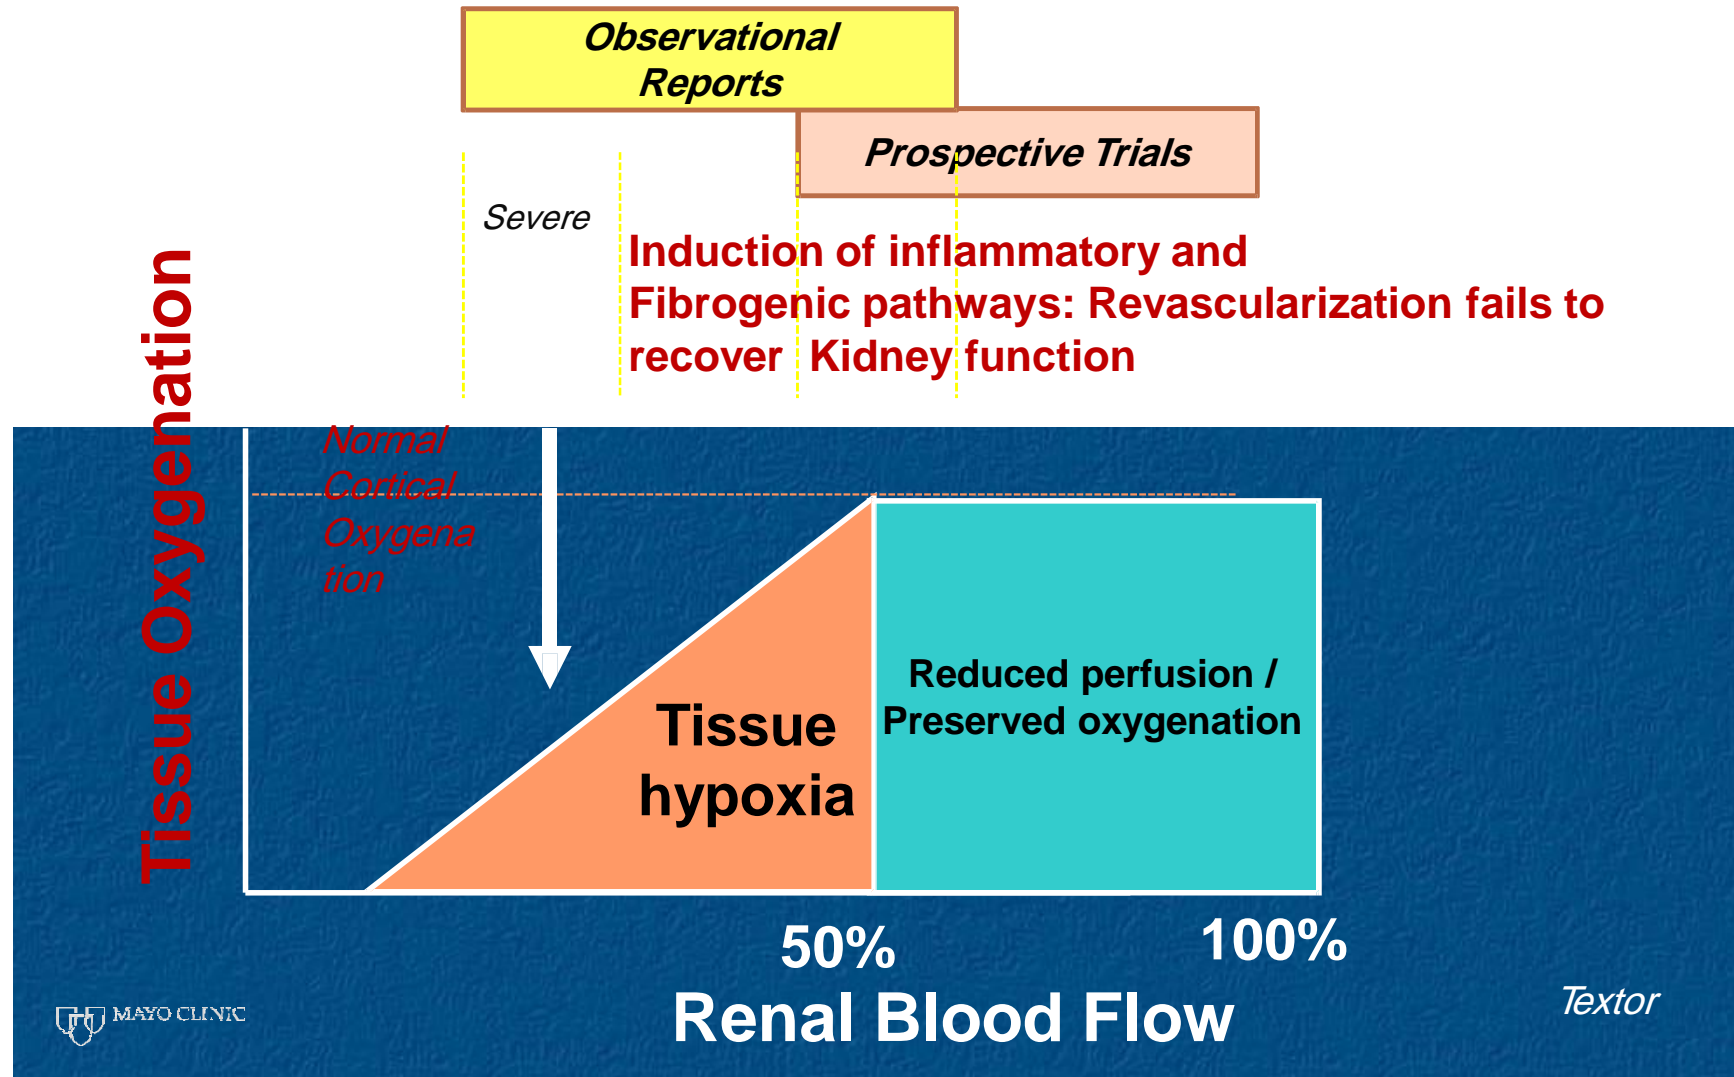 Observational
Reports
Prospective Trials
Severe
Induction of inflammatory and
Fibrogenic pathways: Revascularization fails to
recover Kidney function
Tissue Oxygenation
Normal
Cortical
Oxygena
tion
Tissue
hypoxia
Reduced perfusion /
Preserved oxygenation
50%
100%
Renal Blood Flow
MAYO CLINIC
Textor